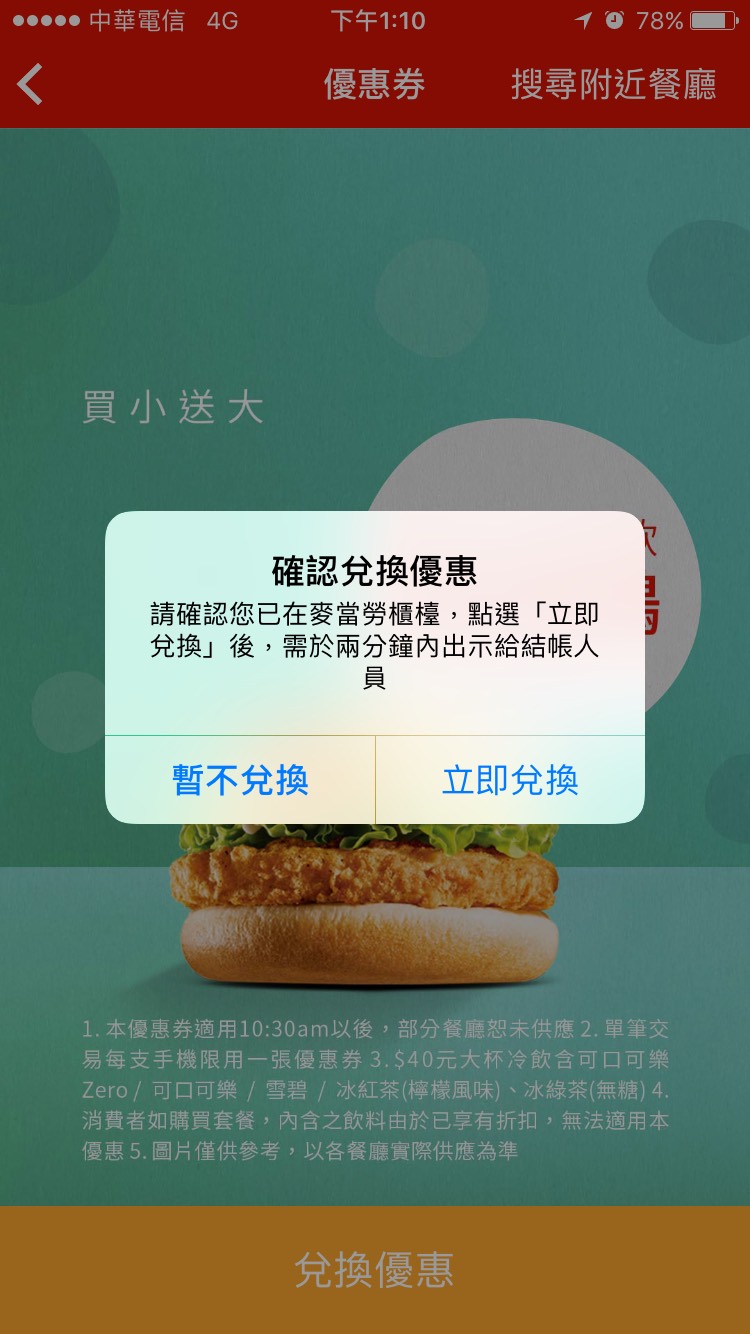 中華電信 4G 下午1:10 78%
優惠券 搜尋附近餐廳
買小送大
飲
確認兌換優惠
請確認您已在麥當勞櫃檯，點選「立即
兌換」後，需於兩分鐘內出示給結帳人
員
暫不兌換 立即兌換
1. 本優惠券適用10:30am以後，部分餐廳恕未供應 2. 單筆交
易每支手機限用一張優惠券 3.$40元大杯冷飲含可口可樂
Zero / 可口可樂 / 雪碧 / 冰紅茶(檸檬風味)、冰綠茶(無糖) 4.
消費者如購買套餐，內含之飲料由於已享有折扣，無法適用本
優惠 5. 圖片僅供參考，以各餐廳實際供應為準
兌換優惠